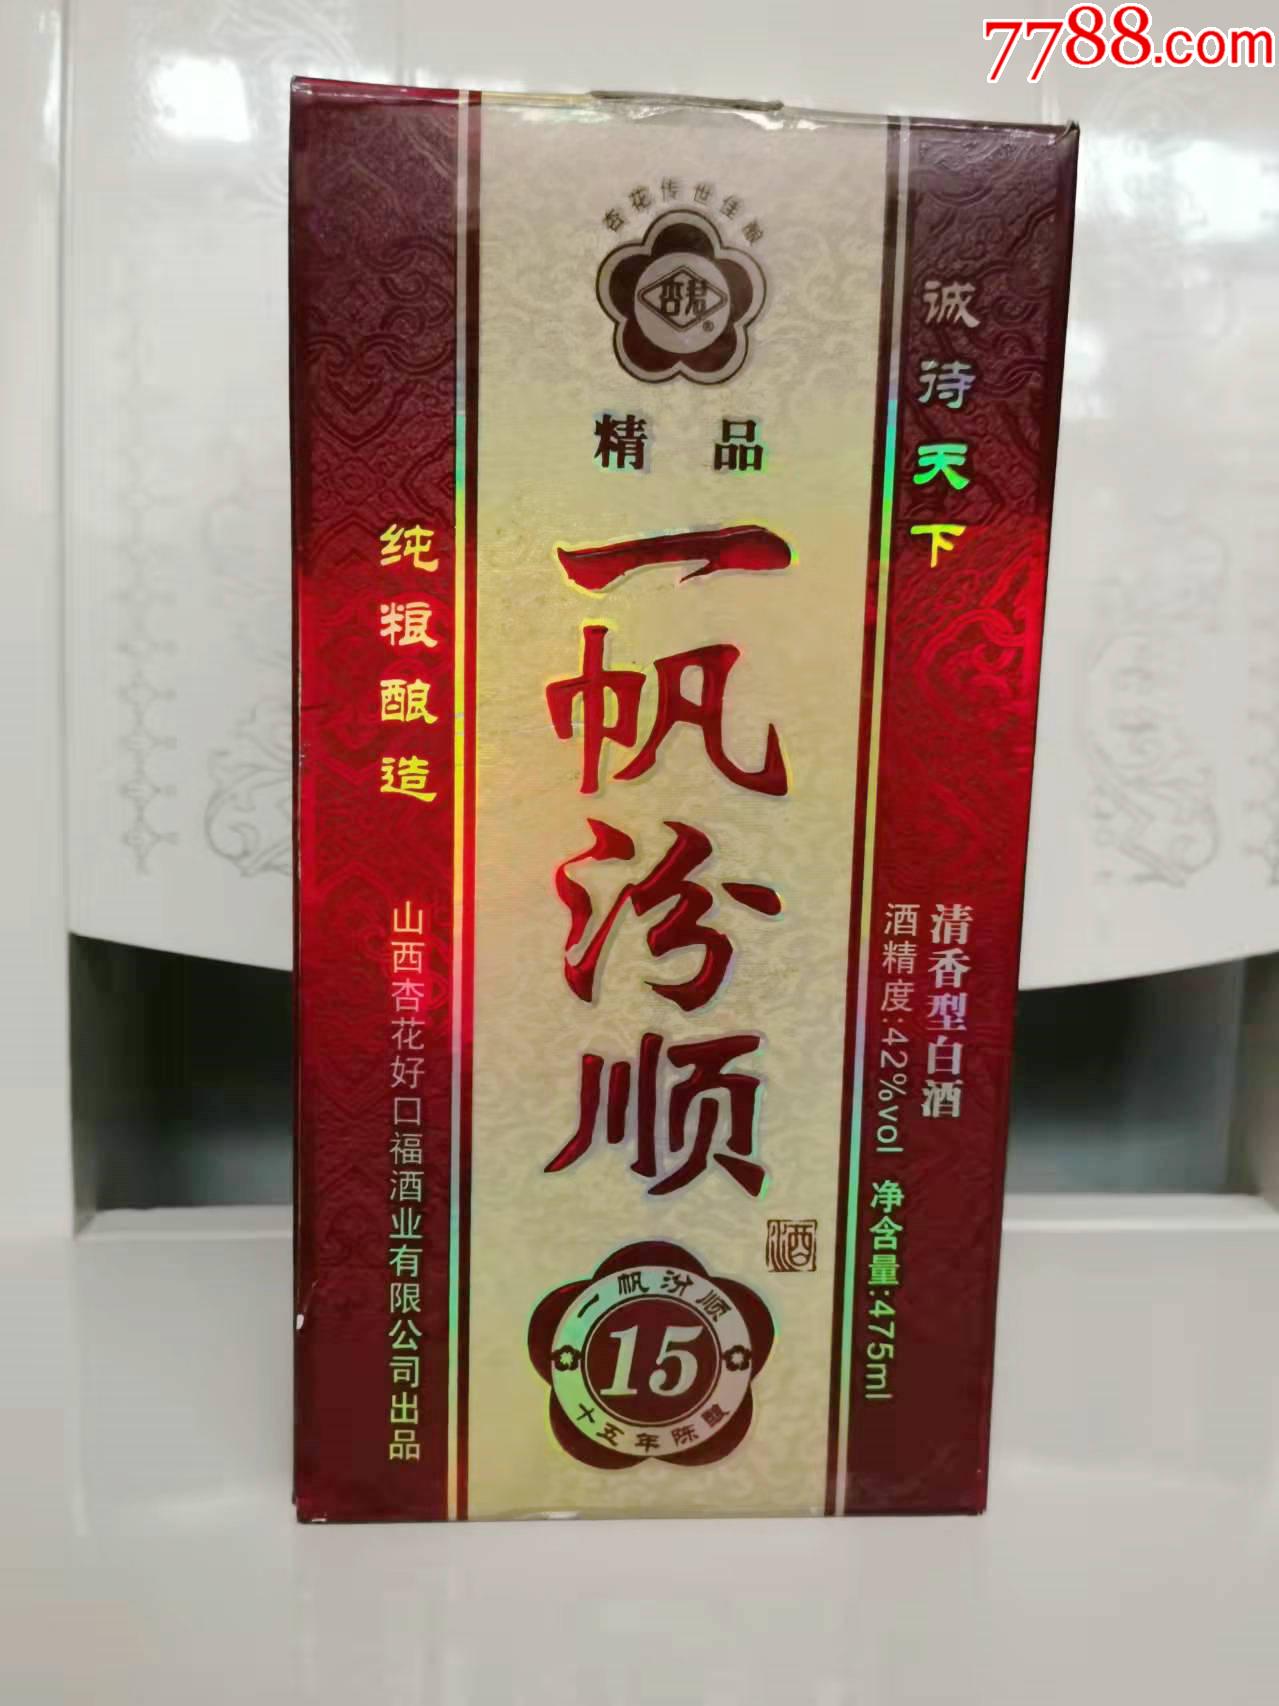 7788.com
杏花传世佳酿
杏君®
精品
一帆汾顺
酒
一帆汾顺
15
十五年陈酿
诚待天下
纯粮酿造
清香型白酒
酒精度:42%vol 净含量:475ml
山西杏花好口福酒业有限公司出品